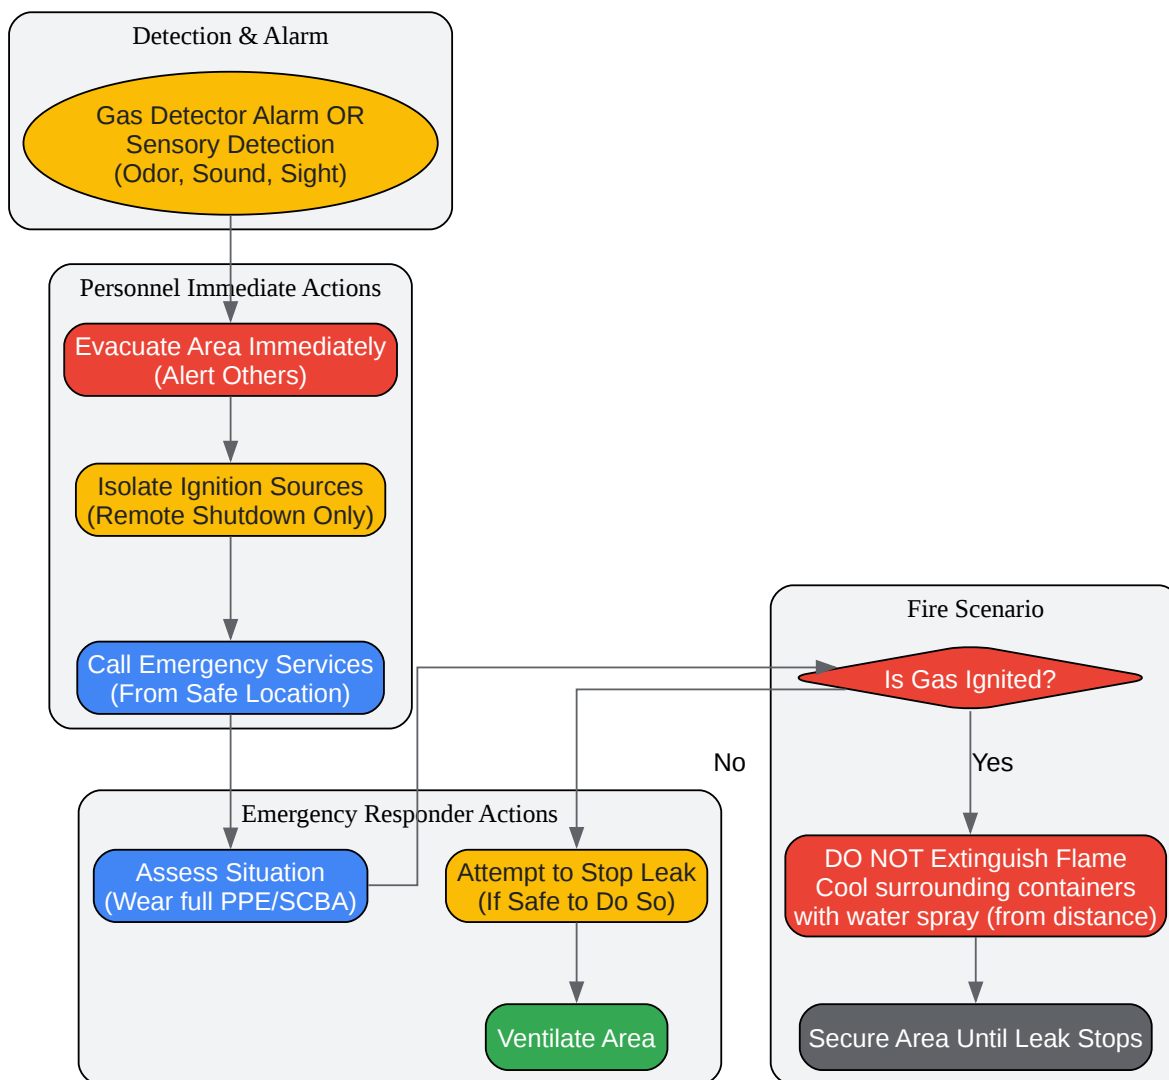 Detection & Alarm
Gas Detector Alarm OR
Sensory Detection
(Odor, Sound, Sight)
Personnel Immediate Actions
Evacuate Area Immediately
(Alert Others)
Isolate Ignition Sources
(Remote Shutdown Only)
Call Emergency Services
(From Safe Location)
Fire Scenario
Is Gas Ignited?
No
Yes
Emergency Responder Actions
Assess Situation
(Wear full PPE/SCBA)
Attempt to Stop Leak
(If Safe to Do So)
Ventilate Area
DO NOT Extinguish Flame
Cool surrounding containers
with water spray (from distance)
Secure Area Until Leak Stops